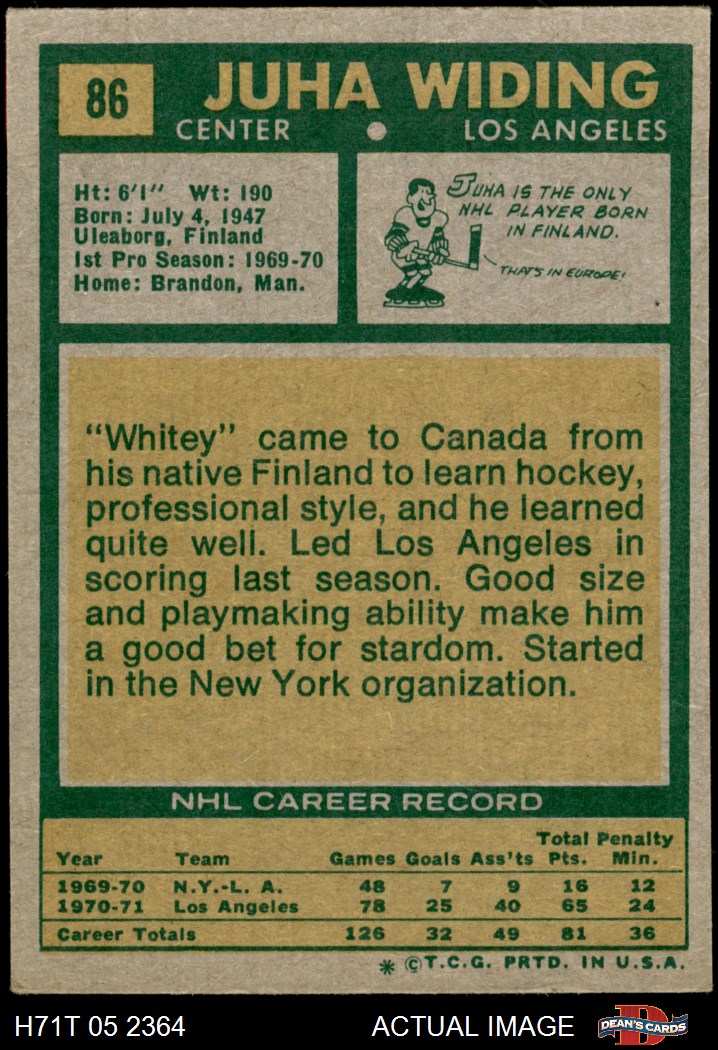 86
JUHA WIDING
CENTER • LOS ANGELES
Ht: 6'1" Wt: 190
Born: July 4, 1947
Uleaborg, Finland
1st Pro Season: 1969-70
Home: Brandon, Man.
JUHA IS THE ONLY
NHL PLAYER BORN
IN FINLAND.
THAT'S IN EUROPE!
"Whitey" came to Canada from
his native Finland to learn hockey,
professional style, and he learned
quite well. Led Los Angeles in
scoring last season. Good size
and playmaking ability make him
a good bet for stardom. Started
in the New York organization.
NHL CAREER RECORD
Total Penalty
Year Team Games Goals Ass'ts Pts. Min.
1969-70 N.Y.-L. A. 48 7 9 16 12
1970-71 Los Angeles 78 25 40 65 24
Career Totals 126 32 49 81 36
* © T.C.G. PRTD. IN U.S.A.
H71T 05 2364 ACTUAL IMAGE D DEAN'S CARDS